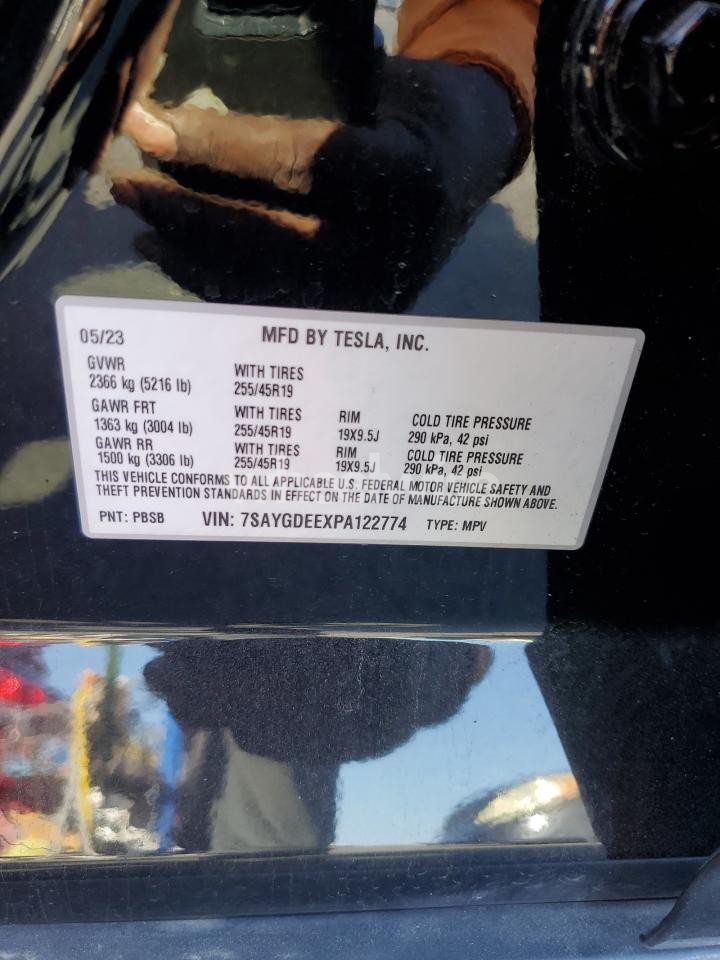 05/23 MFD BY TESLA, INC.
GVWR
2366 kg (5216 lb) WITH TIRES 255/45R19
GAWR FRT
1363 kg (3004 lb) WITH TIRES 255/45R19 RIM 19X9.5J COLD TIRE PRESSURE 290 kPa, 42 psi
GAWR RR
1500 kg (3306 lb) WITH TIRES 255/45R19 RIM 19X9.5J COLD TIRE PRESSURE 290 kPa, 42 psi
THIS VEHICLE CONFORMS TO ALL APPLICABLE U.S. FEDERAL MOTOR VEHICLE SAFETY AND
THEFT PREVENTION STANDARDS IN EFFECT ON THE DATE OF MANUFACTURE SHOWN ABOVE.
PNT: PBSB VIN: 7SAYGDEEXPA122774 TYPE: MPV